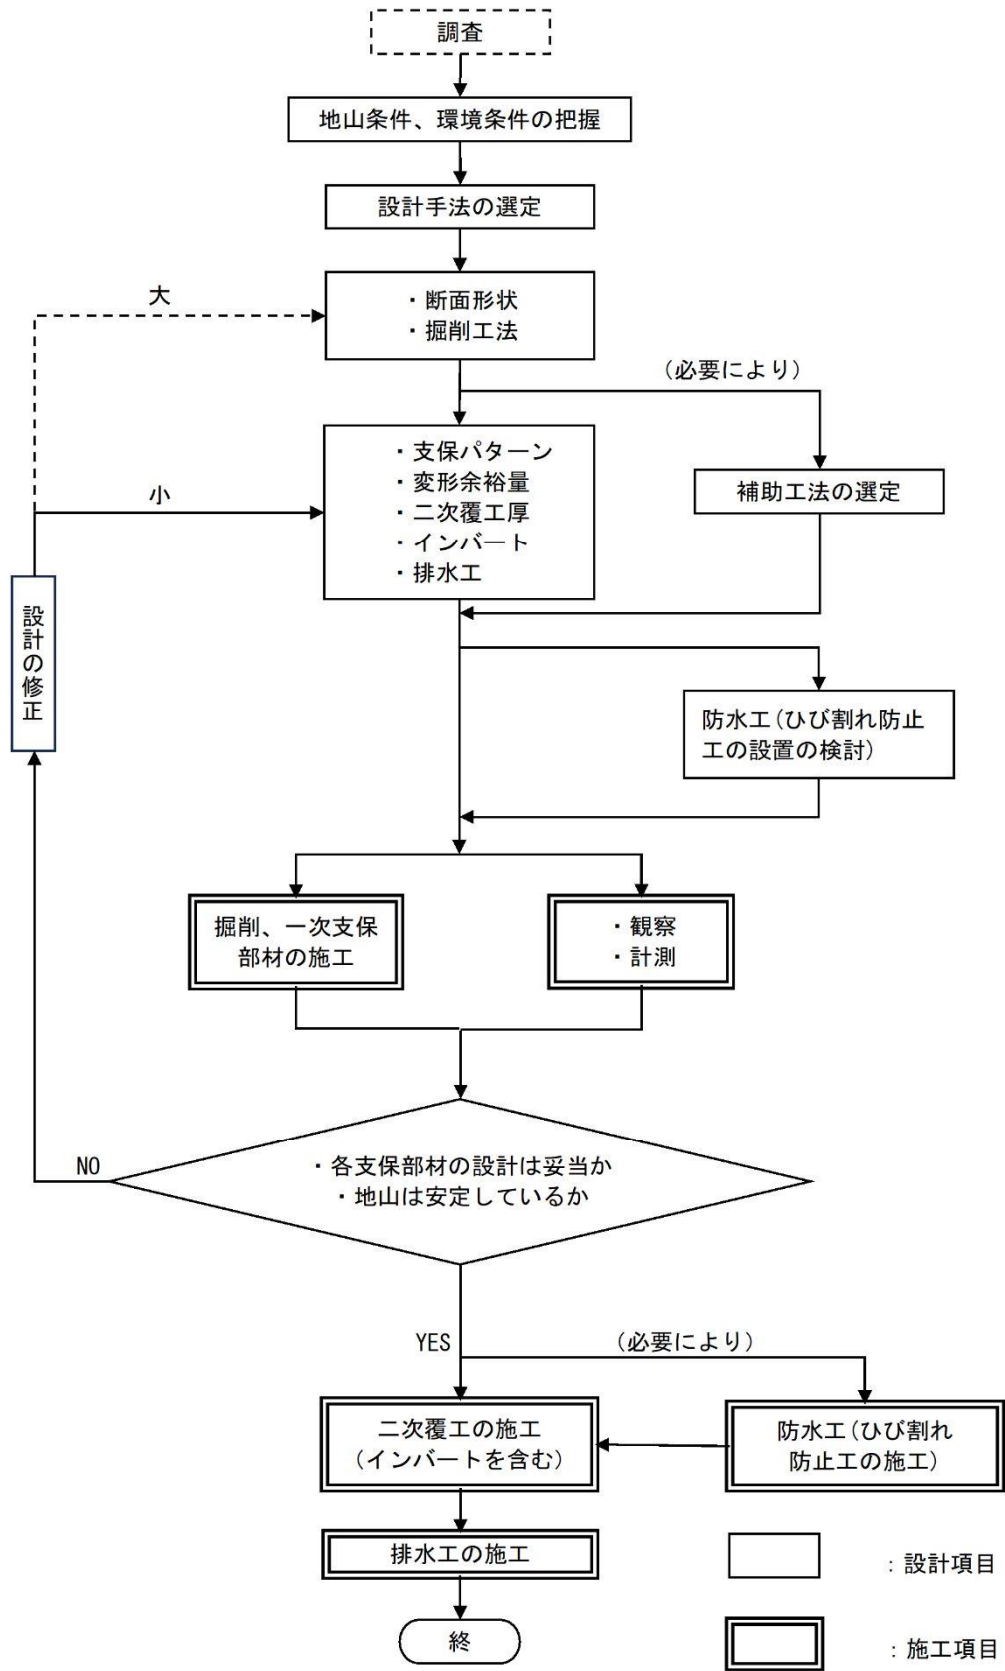 調査
地山条件、環境条件の把握
設計手法の選定
・断面形状
・掘削工法
大
(必要により)
・支保パターン
・変形余裕量
・二次覆工厚
・インバート
・排水工
小
補助工法の選定
設計の修正
防水工(ひび割れ防止
工の設置の検討)
掘削、一次支保
部材の施工
・観察
・計測
NO
・各支保部材の設計は妥当か
・地山は安定しているか
YES
(必要により)
二次覆工の施工
(インバートを含む)
防水工(ひび割れ
防止工の施工)
排水工の施工
終
:設計項目
:施工項目